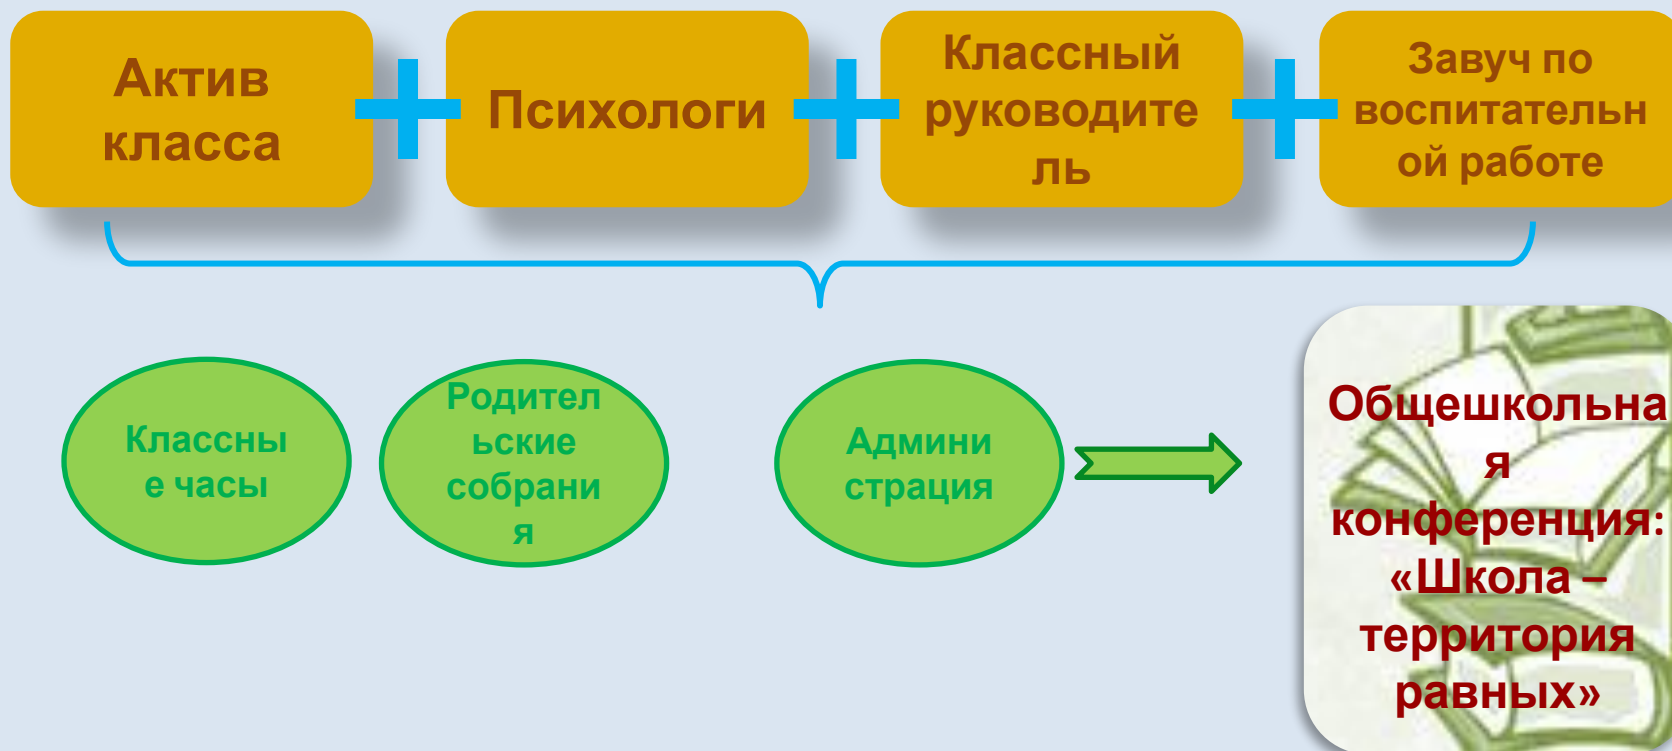 Актив
класса
Психологи
Классный
руководите
ль
Завуч по
воспитательн
ой работе
Классны
е часы
Родител
ьские
собрани
я
Админи
страция
Общешкольна
я
конференция:
«Школа –
территория
равных»